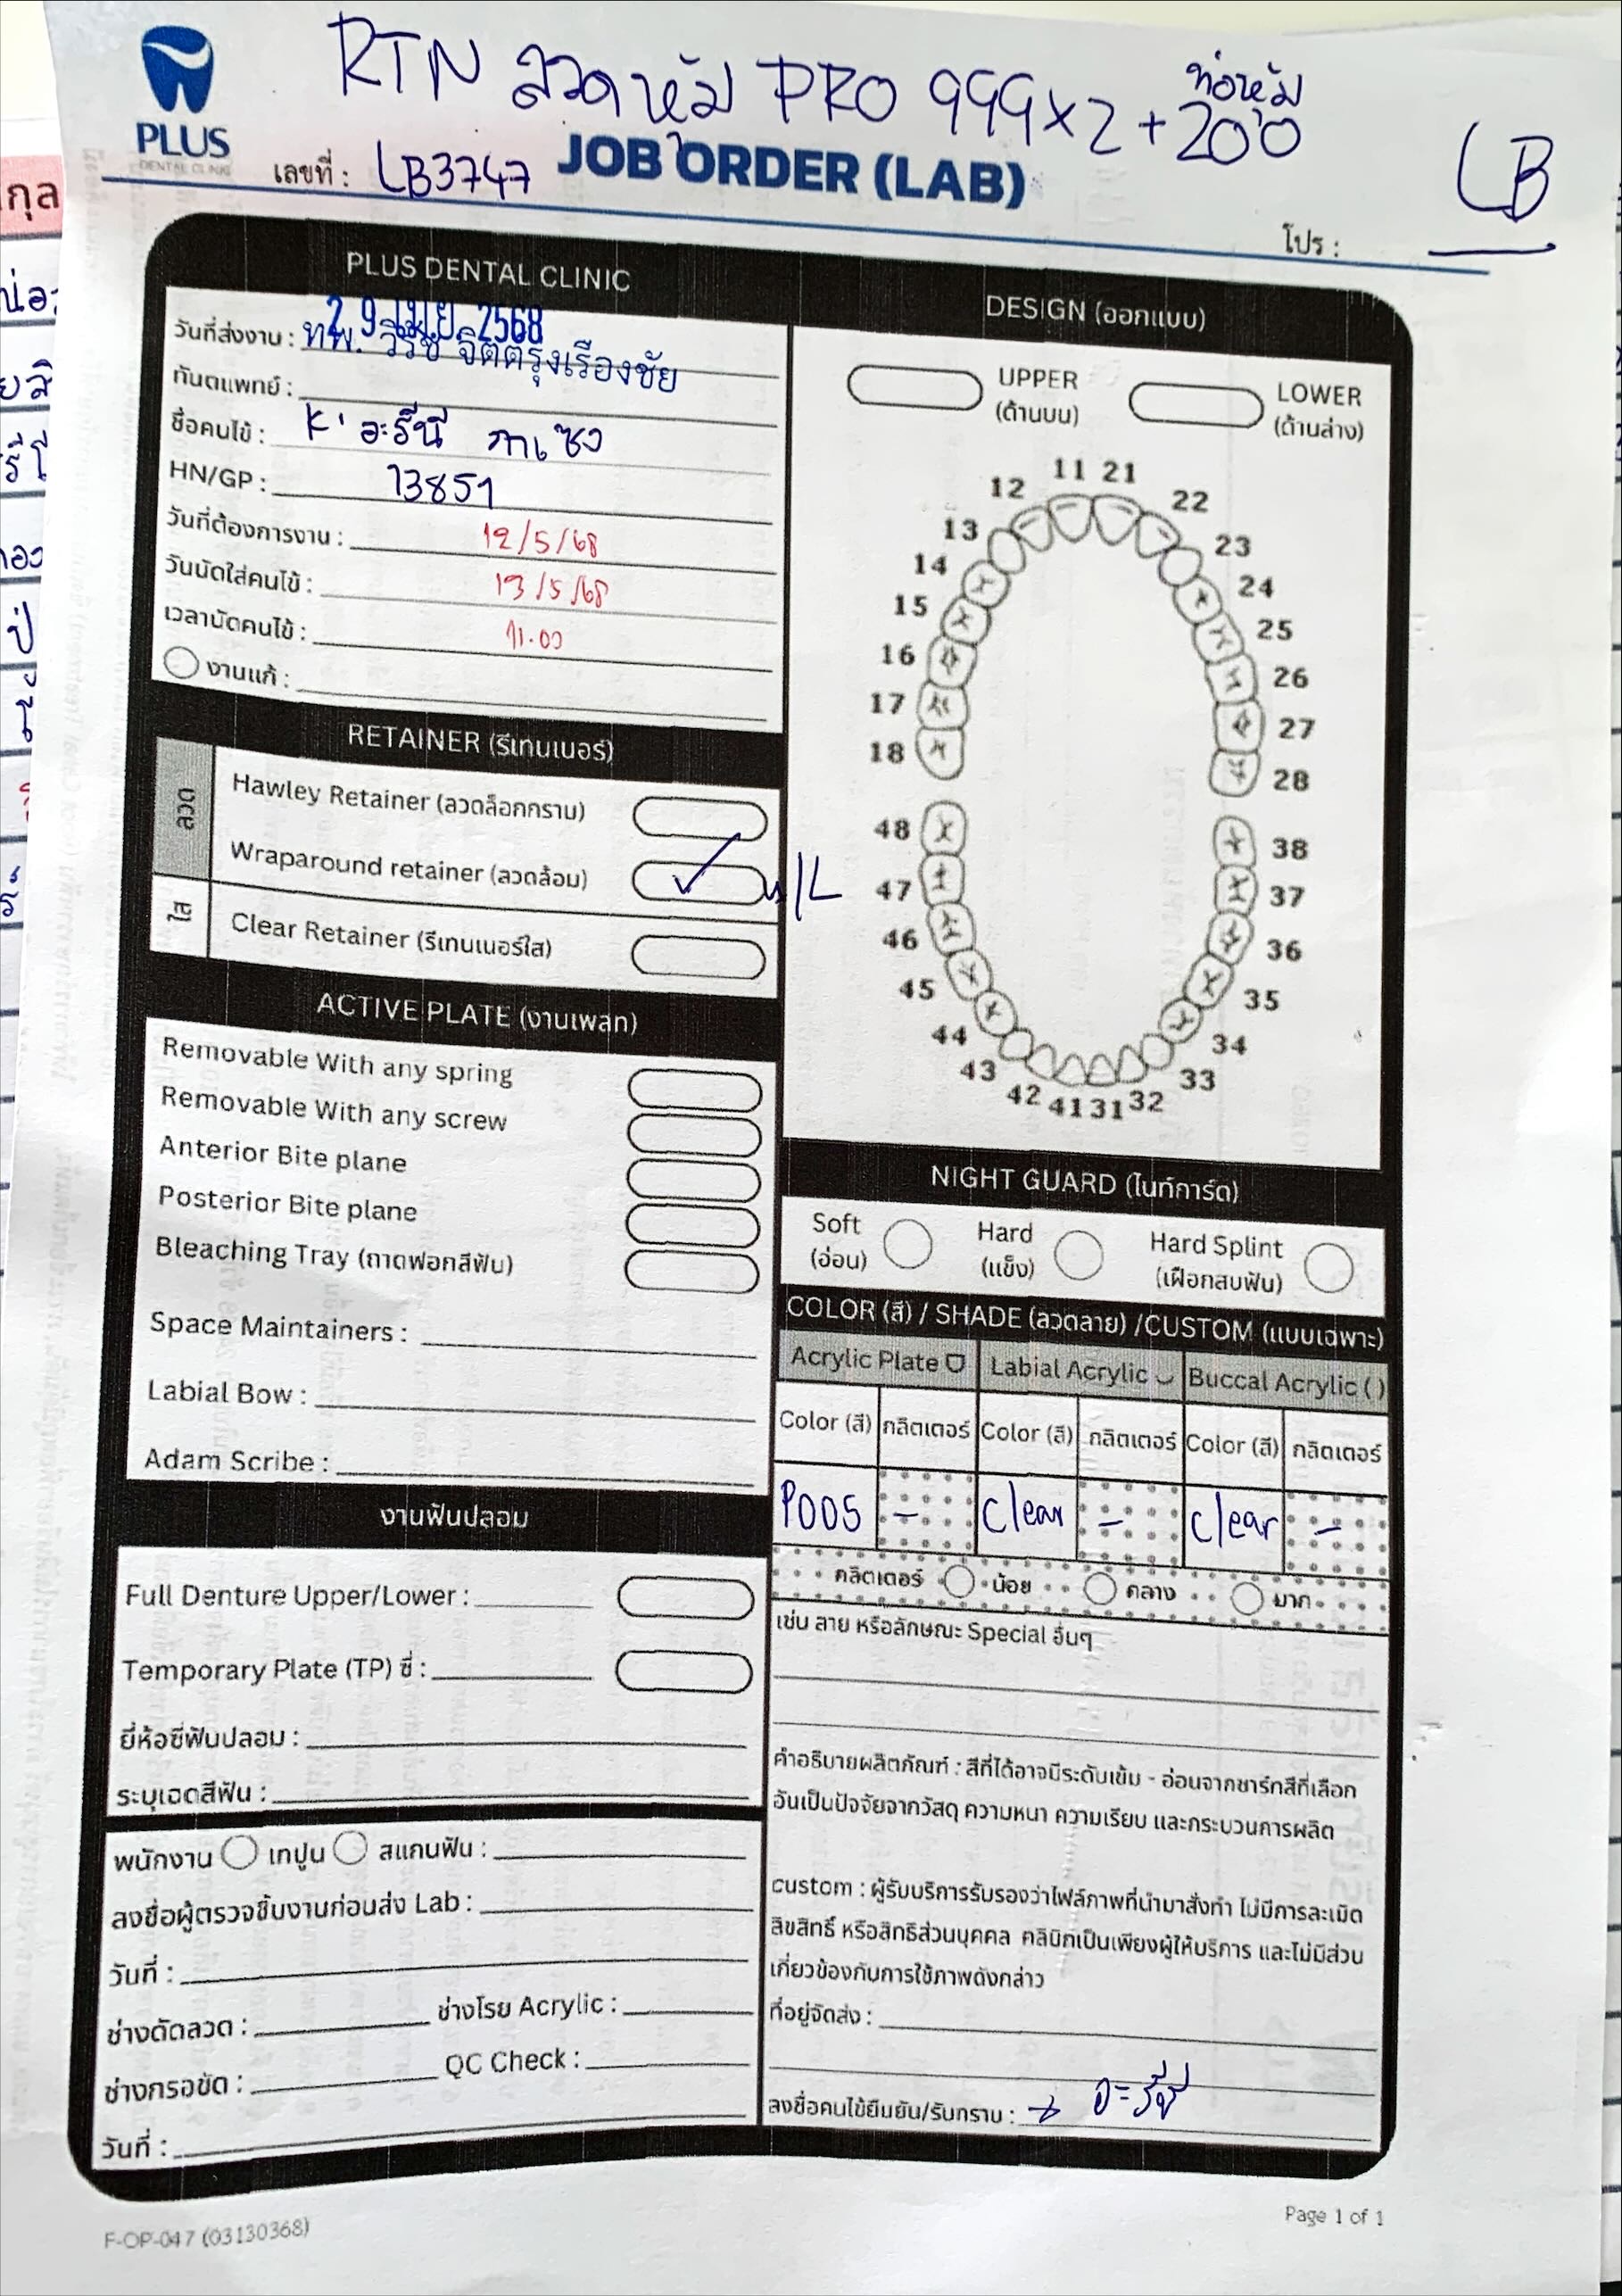 RTN ลวดหุ้ม PRO 999x2 + 200
ท่อหุ้ม
PLUS
DENTAL CLINIC
เลขที่ : LB3747
JOB ORDER (LAB)
LB
โปร :
PLUS DENTAL CLINIC
วันที่ส่งงาน : 29 เม.ย. 2568
ทพ. วิรัช จิตตรุงเรืองชัย
ทันตแพทย์ :
ชื่อคนไข้ : K' อะรีนี กาเซง
HN/GP : 13851
วันที่ต้องการงาน : 12/5/68
วันนัดใส่คนไข้ : 13/5/68
เวลานัดคนไข้ : 11.00
งานแก้ :
RETAINER (รีเทนเนอร์)
ลวด
Hawley Retainer (ลวดล็อกกราม)
Wraparound retainer (ลวดล้อม) ✓ u/L
ใส
Clear Retainer (รีเทนเนอร์ใส)
ACTIVE PLATE (งานเพลท)
Removable With any spring
Removable With any screw
Anterior Bite plane
Posterior Bite plane
Bleaching Tray (ถาดฟอกสีฟัน)
Space Maintainers :
Labial Bow :
Adam Scribe :
งานฟันปลอม
Full Denture Upper/Lower :
Temporary Plate (TP) ซี่ :
ยี่ห้อซี่ฟันปลอม :
ระบุเฉดสีฟัน :
พนักงาน เทปูน สแกนฟัน :
ลงชื่อผู้ตรวจชิ้นงานก่อนส่ง Lab :
วันที่ :
ช่างดัดลวด : ช่างโรย Acrylic :
ช่างกรอขัด : QC Check :
วันที่ :
DESIGN (ออกแบบ)
UPPER
(ด้านบน)
LOWER
(ด้านล่าง)
11 21
12 22
13 23
14 24
15 25
16 26
17 27
18 28
48 38
47 37
46 36
45 35
44 34
43 33
42 41 31 32
NIGHT GUARD (ไนท์การ์ด)
Soft
(อ่อน)
Hard
(แข็ง)
Hard Splint
(เฝือกสบฟัน)
COLOR (สี) / SHADE (ลวดลาย) /CUSTOM (แบบเฉพาะ)
Acrylic Plate Labial Acrylic Buccal Acrylic ( )
Color (สี) กลิตเตอร์ Color (สี) กลิตเตอร์ Color (สี) กลิตเตอร์
P005 - Clear - Clear -
กลิตเตอร์ น้อย กลาง มาก
เช่น ลาย หรือลักษณะ Special อื่นๆ
คำอธิบายผลิตภัณฑ์ : สีที่ได้อาจมีระดับเข้ม - อ่อนจากชาร์ทสีที่เลือก
อันเป็นปัจจัยจากวัสดุ ความหนา ความเรียบ และกระบวนการผลิต
custom : ผู้รับบริการรับรองว่าไฟล์ภาพที่นำมาสั่งทำ ไม่มีการละเมิด
ลิขสิทธิ์ หรือสิทธิส่วนบุคคล คลินิกเป็นเพียงผู้ให้บริการ และไม่มีส่วน
เกี่ยวข้องกับการใช้ภาพดังกล่าว
ที่อยู่จัดส่ง :
ลงชื่อคนไข้ยืนยัน/รับทราบ :
F-OP-047 (03130368)
Page 1 of 1